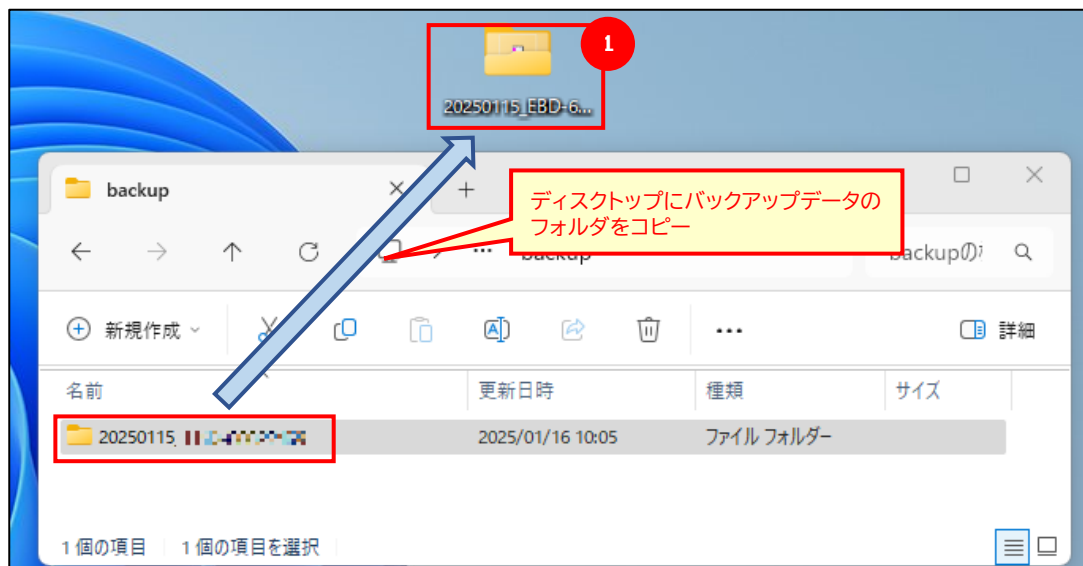 1
20250115_EBD-6...
backup
ディスクトップにバックアップデータの
フォルダをコピー
backup
backupの
新規作成
詳細
名前
更新日時
種類
サイズ
20250115_
2025/01/16 10:05
ファイル フォルダー
1 個の項目
1 個の項目を選択